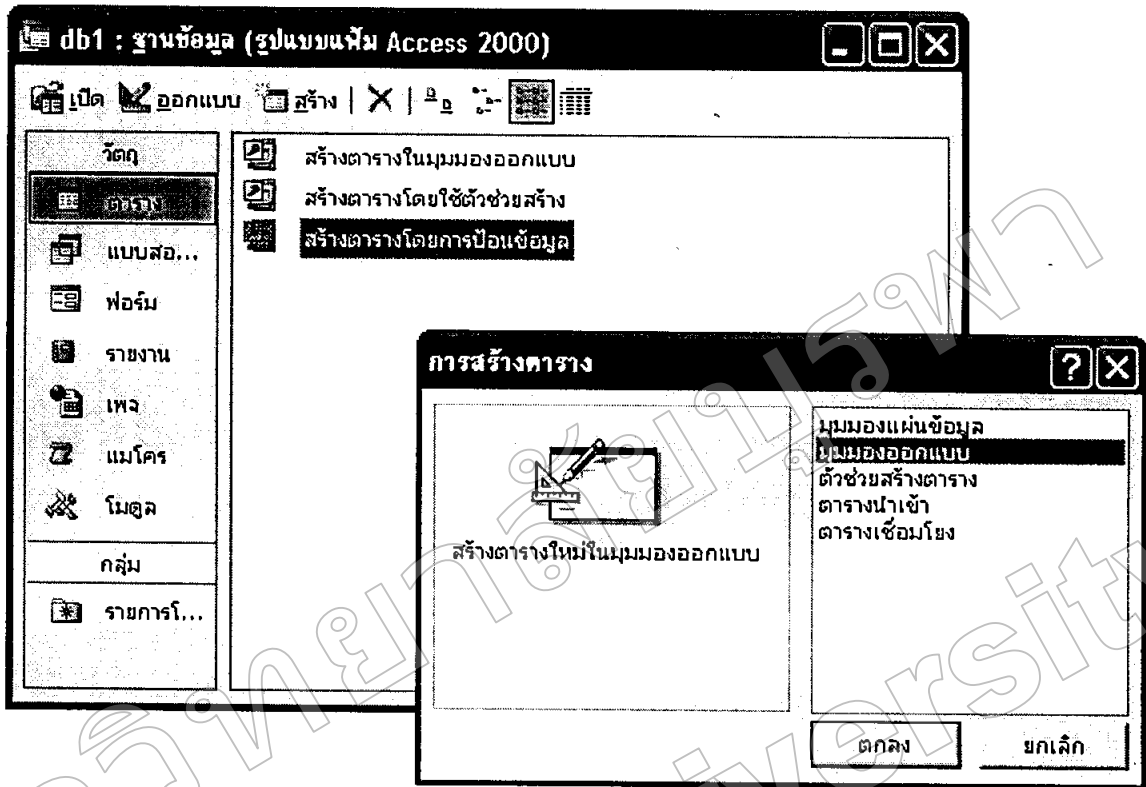 db1 : ฐานข้อมูล (รูปแบบแฟ้ม Access 2000)
เปิด ออกแบบ สร้าง
วัตถุ
ตาราง
แบบสอ...
ฟอร์ม
รายงาน
เพจ
แมโคร
โมดูล
กลุ่ม
รายการโ...
สร้างตารางในมุมมองออกแบบ
สร้างตารางโดยใช้ตัวช่วยสร้าง
สร้างตารางโดยการป้อนข้อมูล
การสร้างตาราง
สร้างตารางใหม่ในมุมมองออกแบบ
มุมมองแผ่นข้อมูล
มุมมองออกแบบ
ตัวช่วยสร้างตาราง
ตารางนำเข้า
ตารางเชื่อมโยง
ตกลง ยกเลิก